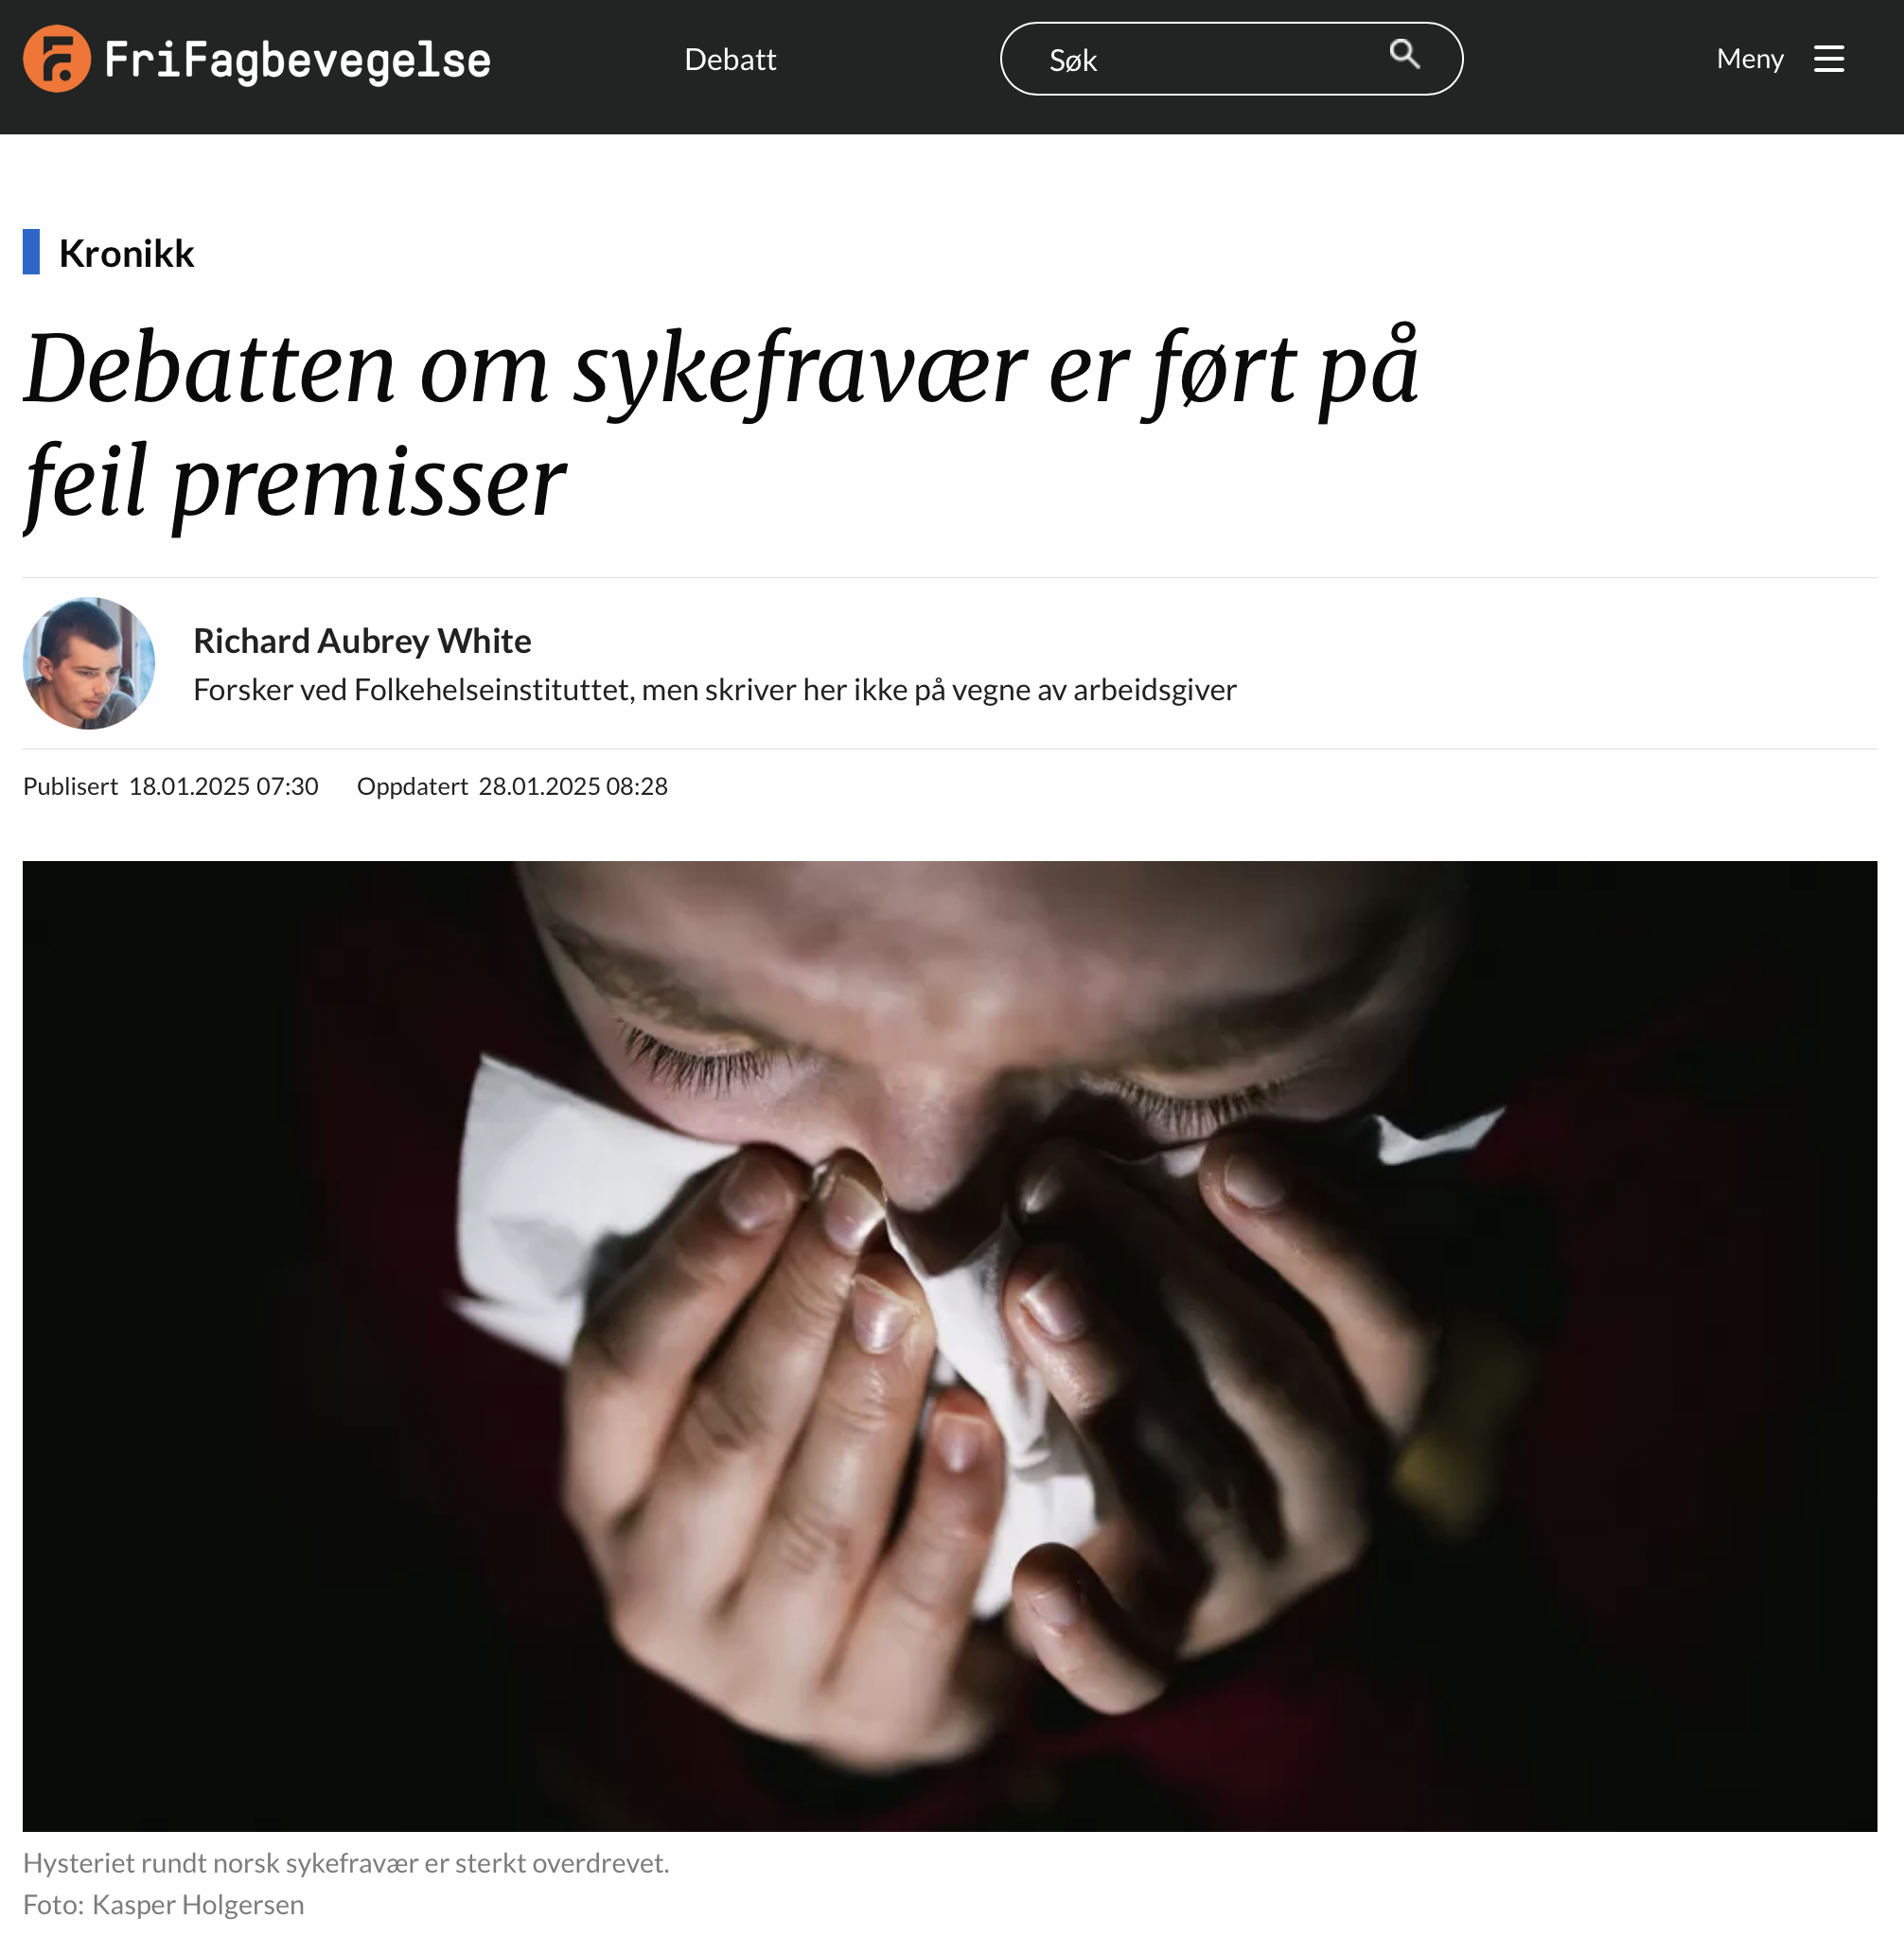 FriFagbevegelse
Debatt
Søk
Meny
Kronikk
Debatten om sykefravær er ført på
feil premisser
Richard Aubrey White
Forsker ved Folkehelseinstituttet, men skriver her ikke på vegne av arbeidsgiver
Publisert 18.01.2025 07:30 Oppdatert 28.01.2025 08:28
Hysteriet rundt norsk sykefravær er sterkt overdrevet.
Foto: Kasper Holgersen